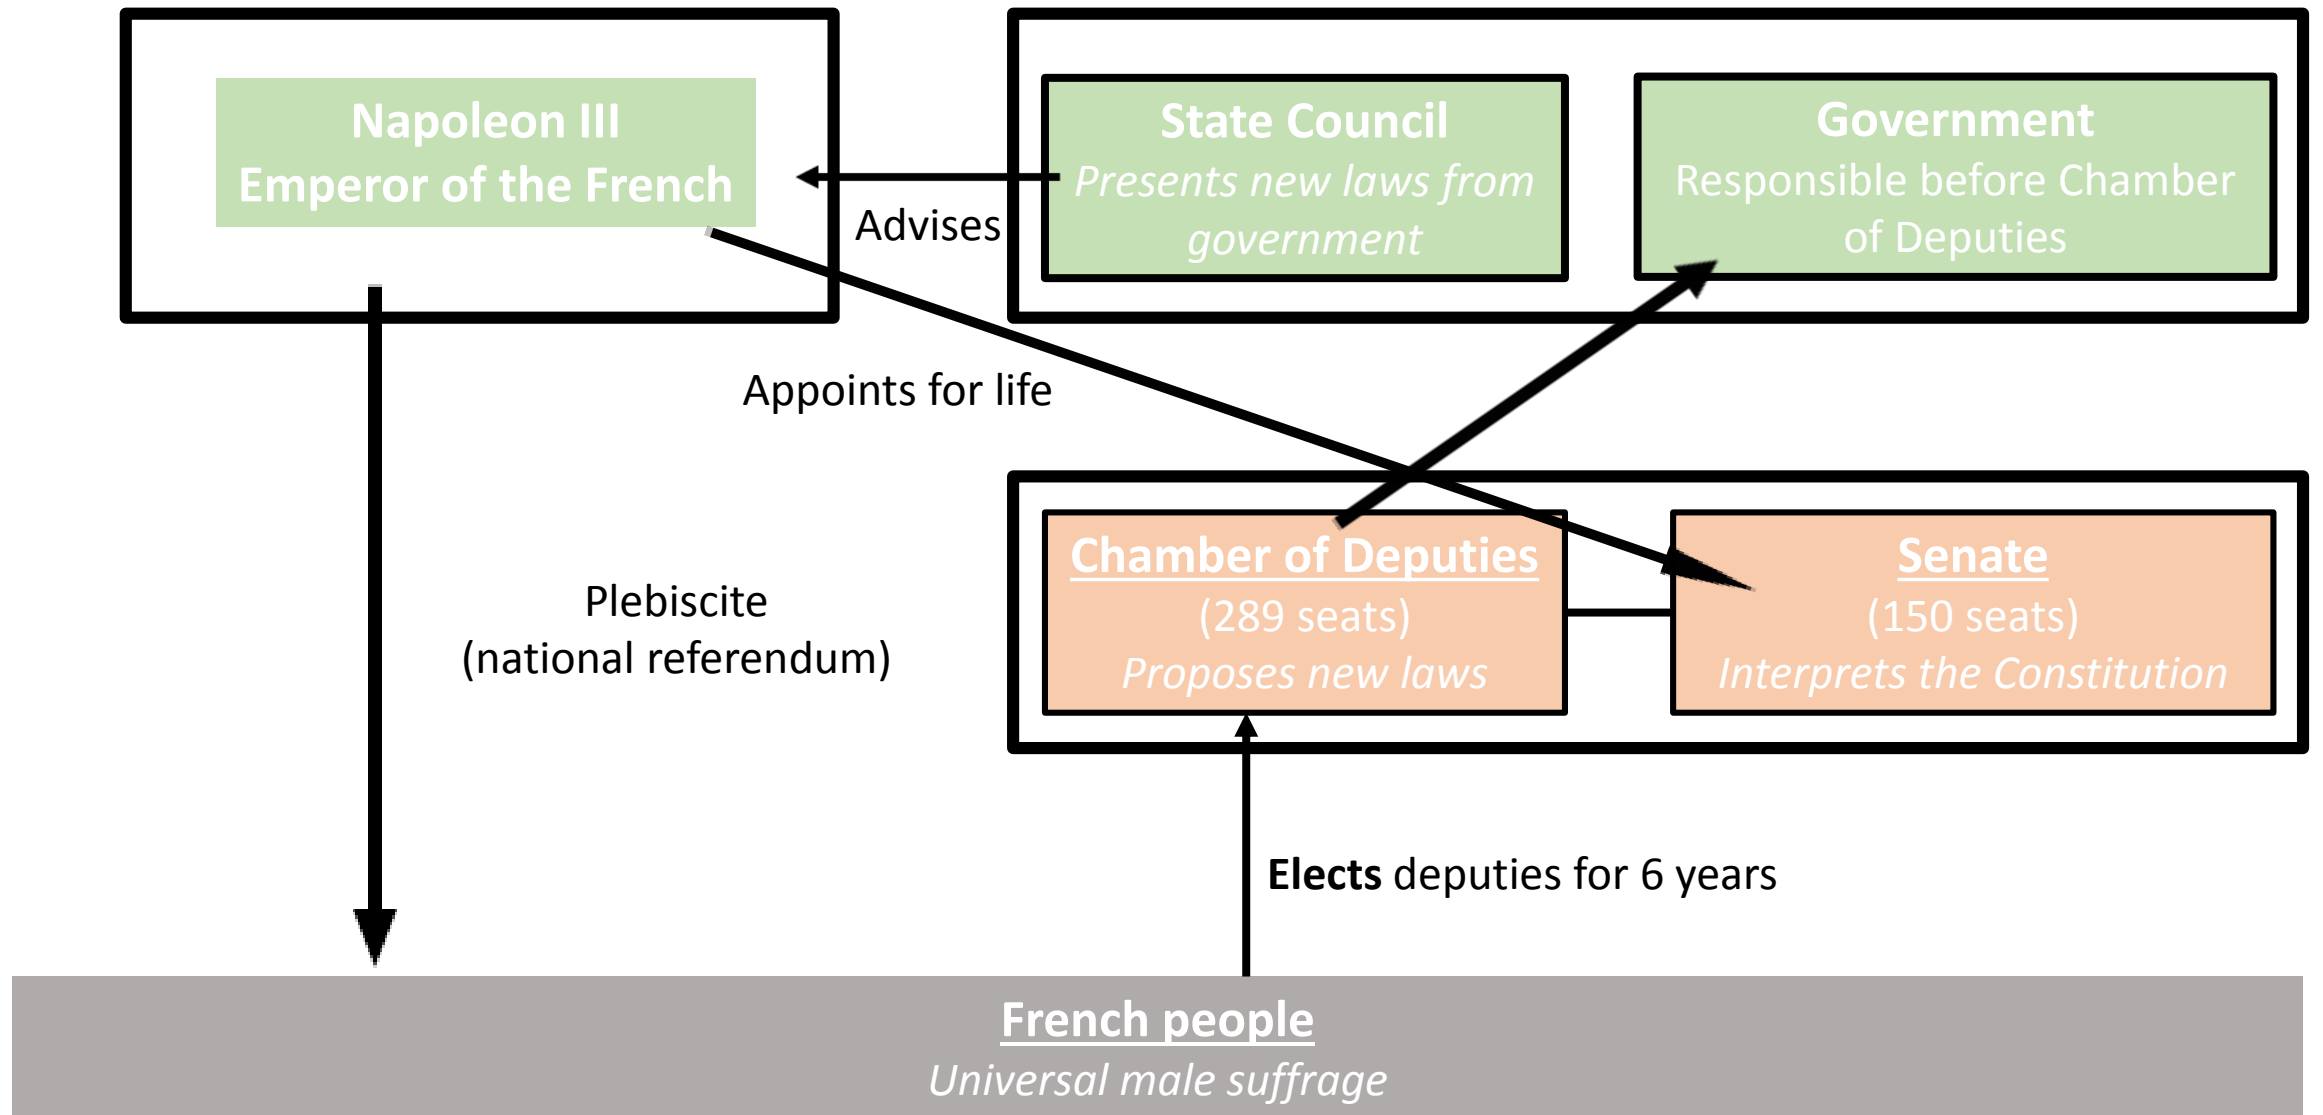 Napoleon III
Emperor of the French
State Council
Presents new laws from
government
Government
Responsible before Chamber
of Deputies
Advises
Appoints for life
Chamber of Deputies
(289 seats)
Proposes new laws
Senate
(150 seats)
Interprets the Constitution
Plebiscite
(national referendum)
Elects deputies for 6 years
French people
Universal male suffrage